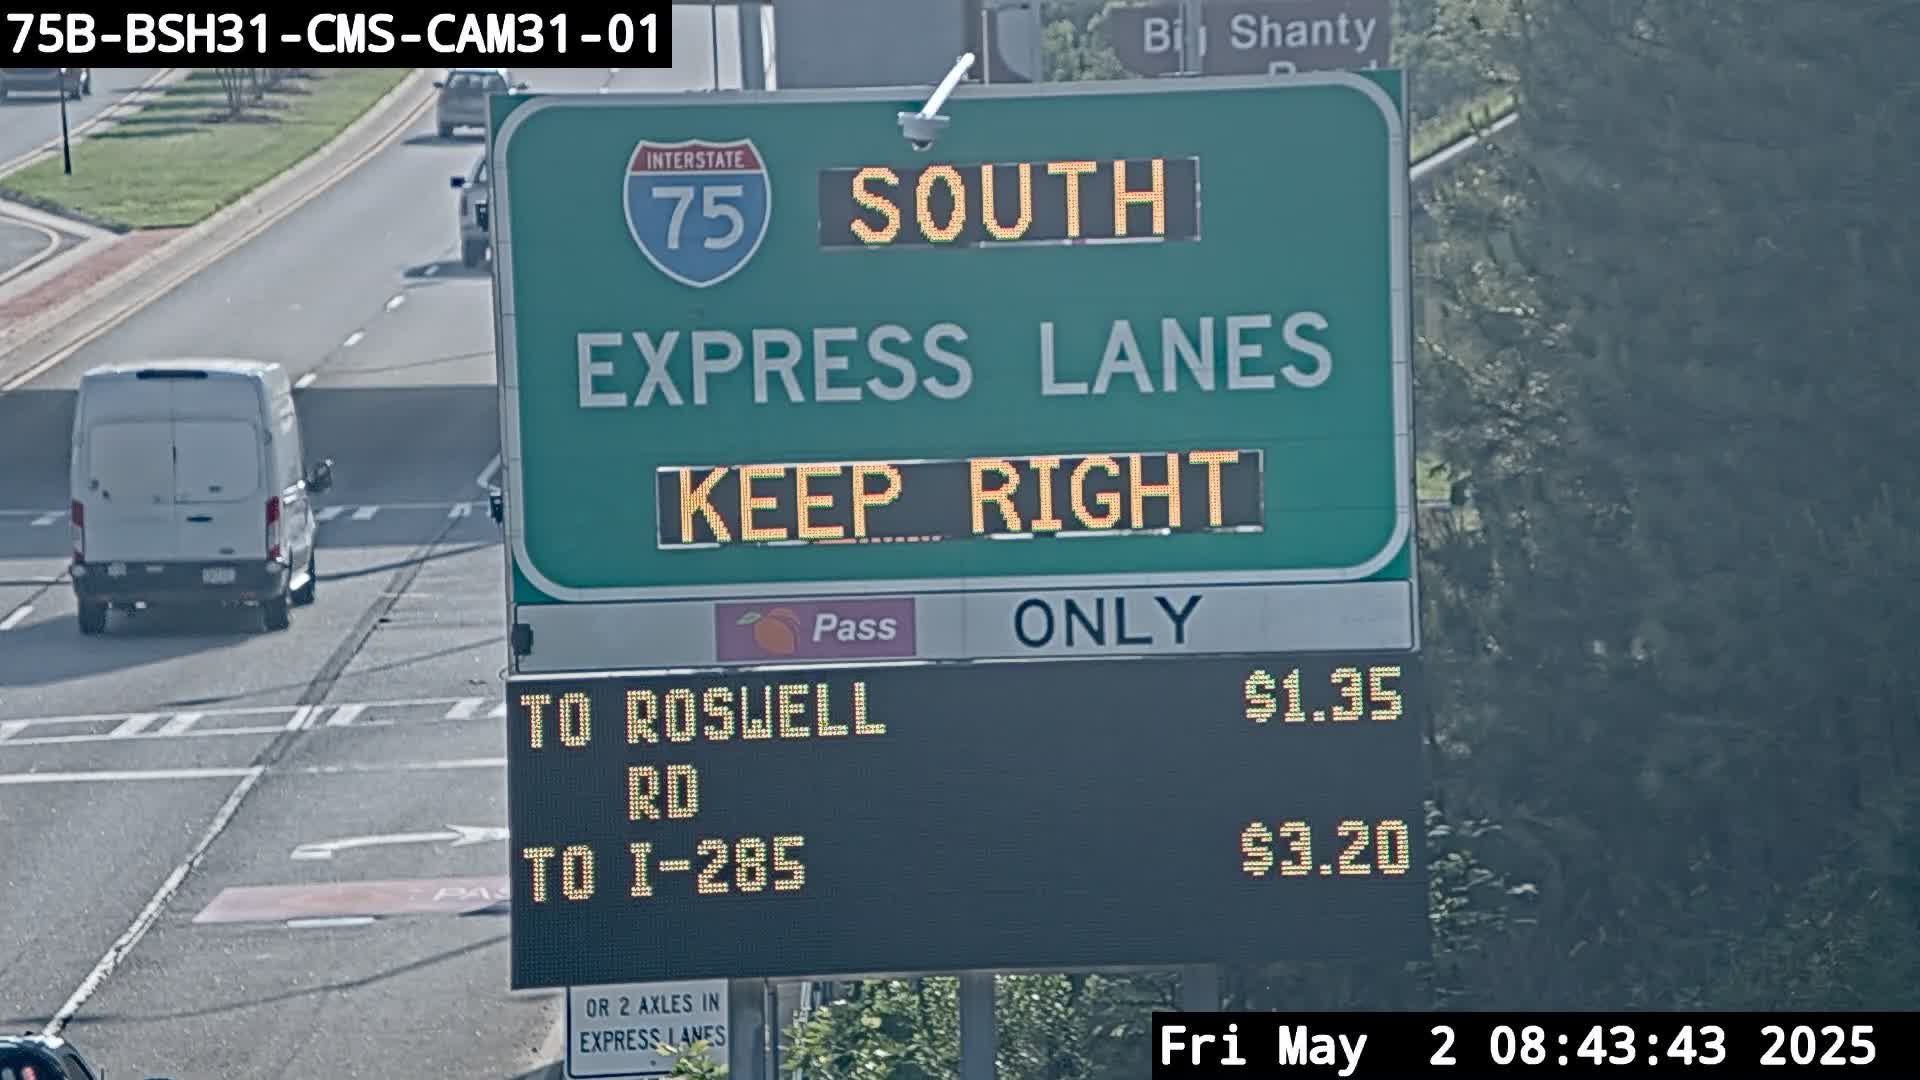 75B-BSH31-CMS-CAM31-01
Big Shanty
Road
INTERSTATE
75
SOUTH
EXPRESS LANES
KEEP RIGHT
Pass ONLY
TO ROSWELL $1.35
RD
TO I-285 $3.20
OR 2 AXLES IN
EXPRESS LANES
Fri May 2 08:43:43 2025